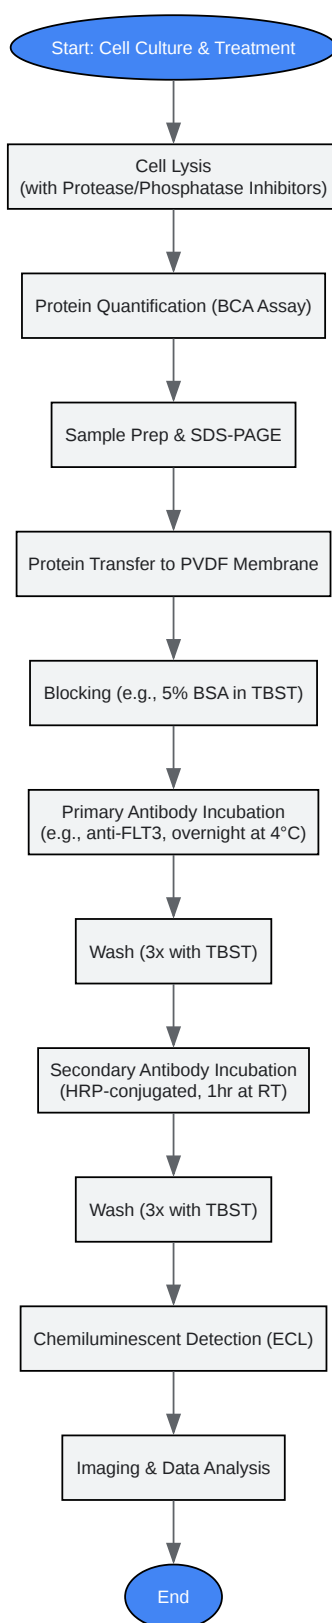 Start: Cell Culture & Treatment
Cell Lysis
(with Protease/Phosphatase Inhibitors)
Protein Quantification (BCA Assay)
Sample Prep & SDS-PAGE
Protein Transfer to PVDF Membrane
Blocking (e.g., 5% BSA in TBST)
Primary Antibody Incubation
(e.g., anti-FLT3, overnight at 4°C)
Wash (3x with TBST)
Secondary Antibody Incubation
(HRP-conjugated, 1hr at RT)
Wash (3x with TBST)
Chemiluminescent Detection (ECL)
Imaging & Data Analysis
End